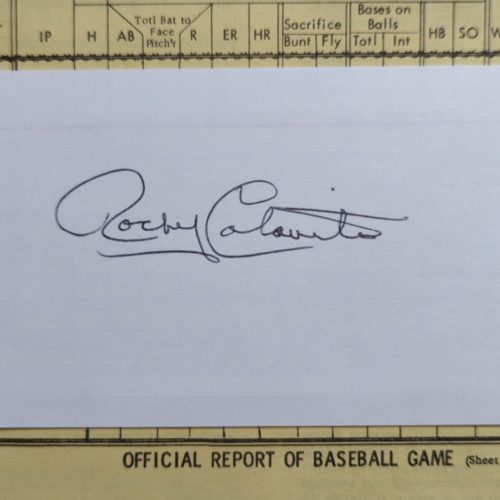 Totl Bat to
Face
Pitch'r
IP H AB R ER HR
Sacrifice
Bunt Fly
Bases on
Balls
Totl Int
HB SO W
Rocky Colavito
OFFICIAL REPORT OF BASEBALL GAME (Sheet